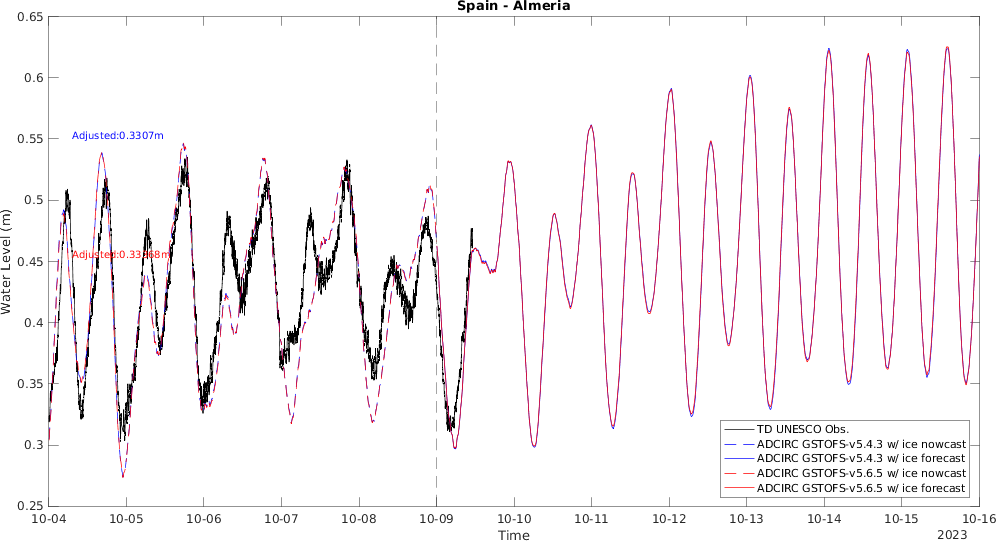 Spain - Almeria
0.65
0.6
0.55
0.5
0.45
0.4
0.35
0.3
0.25
Water Level (m)
Adjusted:0.3307m
Adjusted:0.33168m
TD UNESCO Obs.
ADCIRC GSTOFS-v5.4.3 w/ ice nowcast
ADCIRC GSTOFS-v5.4.3 w/ ice forecast
ADCIRC GSTOFS-v5.6.5 w/ ice nowcast
ADCIRC GSTOFS-v5.6.5 w/ ice forecast
10-04 10-05 10-06 10-07 10-08 10-09 10-10 10-11 10-12 10-13 10-14 10-15 10-16
Time
2023